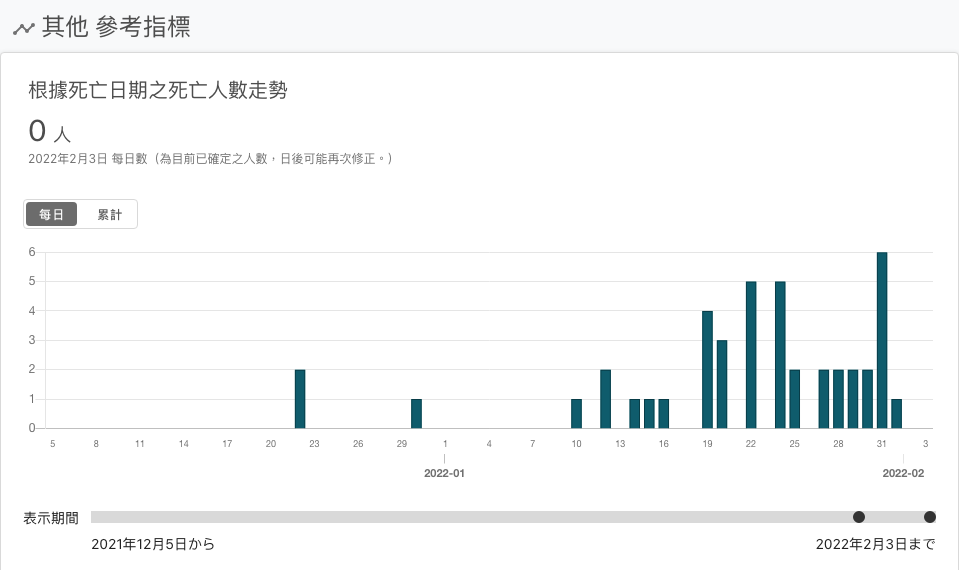 其他 參考指標
根據死亡日期之死亡人數走勢
0 人
2022年2月3日 每日數（為目前已確定之人數，日後可能再次修正。）
每日 累計
6
5
4
3
2
1
0
5 8 11 14 17 20 23 26 29 1 4 7 10 13 16 19 22 25 28 31 3
2022-01 2022-02
表示期間
2021年12月5日から 2022年2月3日まで